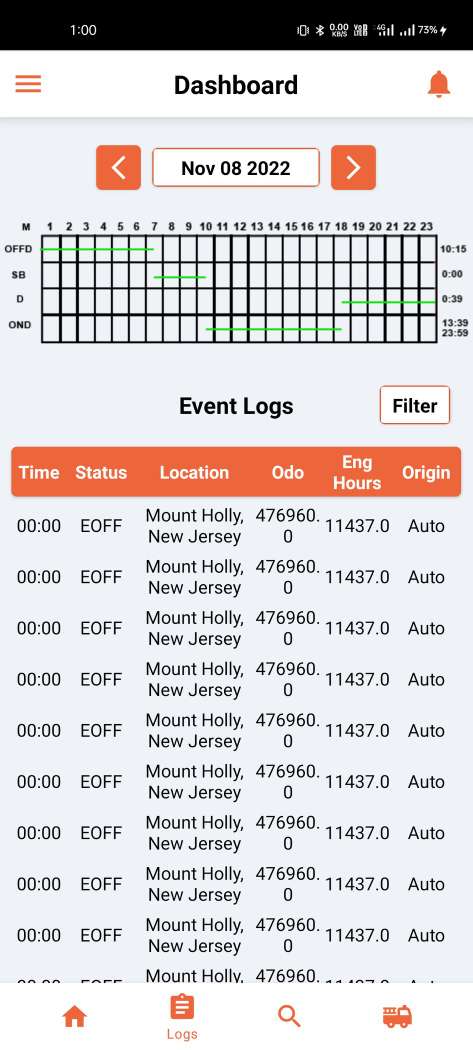 1:00
0.00 KB/S VoD LTE 4G 73%
Dashboard
Nov 08 2022
M 1 2 3 4 5 6 7 8 9 10 11 12 13 14 15 16 17 18 19 20 21 22 23
OFFD 10:15
SB 0:00
D 0:39
OND 13:39
23:59
Event Logs
Filter
Time Status Location Odo Eng Hours Origin
00:00 EOFF Mount Holly, New Jersey 476960.0 11437.0 Auto
00:00 EOFF Mount Holly, New Jersey 476960.0 11437.0 Auto
00:00 EOFF Mount Holly, New Jersey 476960.0 11437.0 Auto
00:00 EOFF Mount Holly, New Jersey 476960.0 11437.0 Auto
00:00 EOFF Mount Holly, New Jersey 476960.0 11437.0 Auto
00:00 EOFF Mount Holly, New Jersey 476960.0 11437.0 Auto
00:00 EOFF Mount Holly, New Jersey 476960.0 11437.0 Auto
00:00 EOFF Mount Holly, New Jersey 476960.0 11437.0 Auto
00:00 EOFF Mount Holly, New Jersey 476960.0 11437.0 Auto
Mount Holly, 476960.
Logs